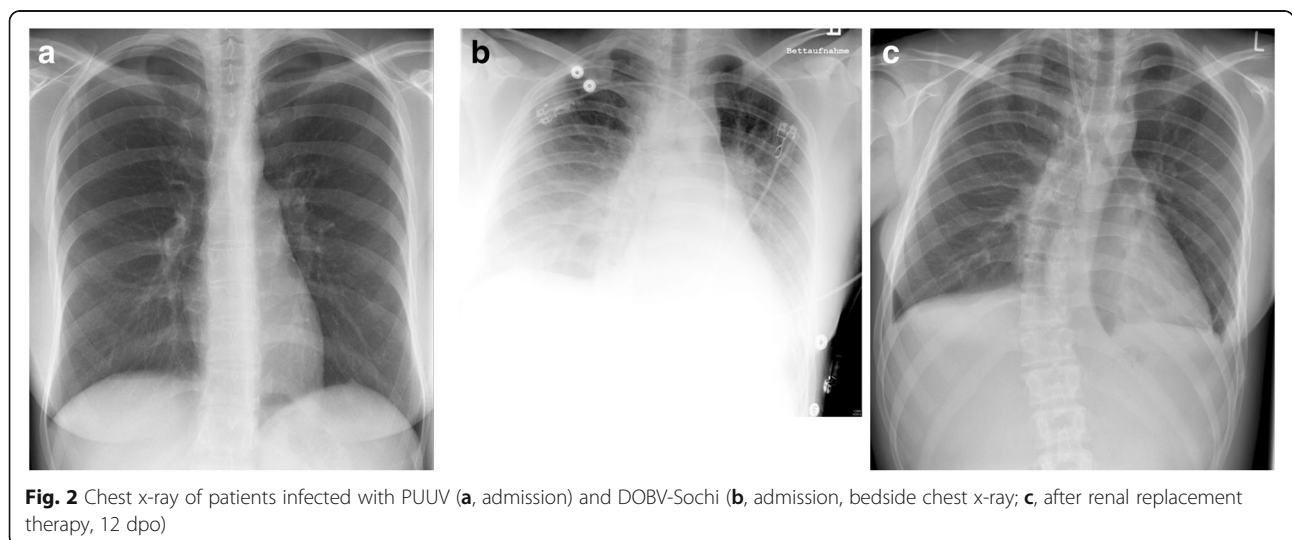 a
b
c
Bettaufnahme
L
Fig. 2 Chest x-ray of patients infected with PUUV (a, admission) and DOBV-Sochi (b, admission, bedside chest x-ray; c, after renal replacement
therapy, 12 dpo)